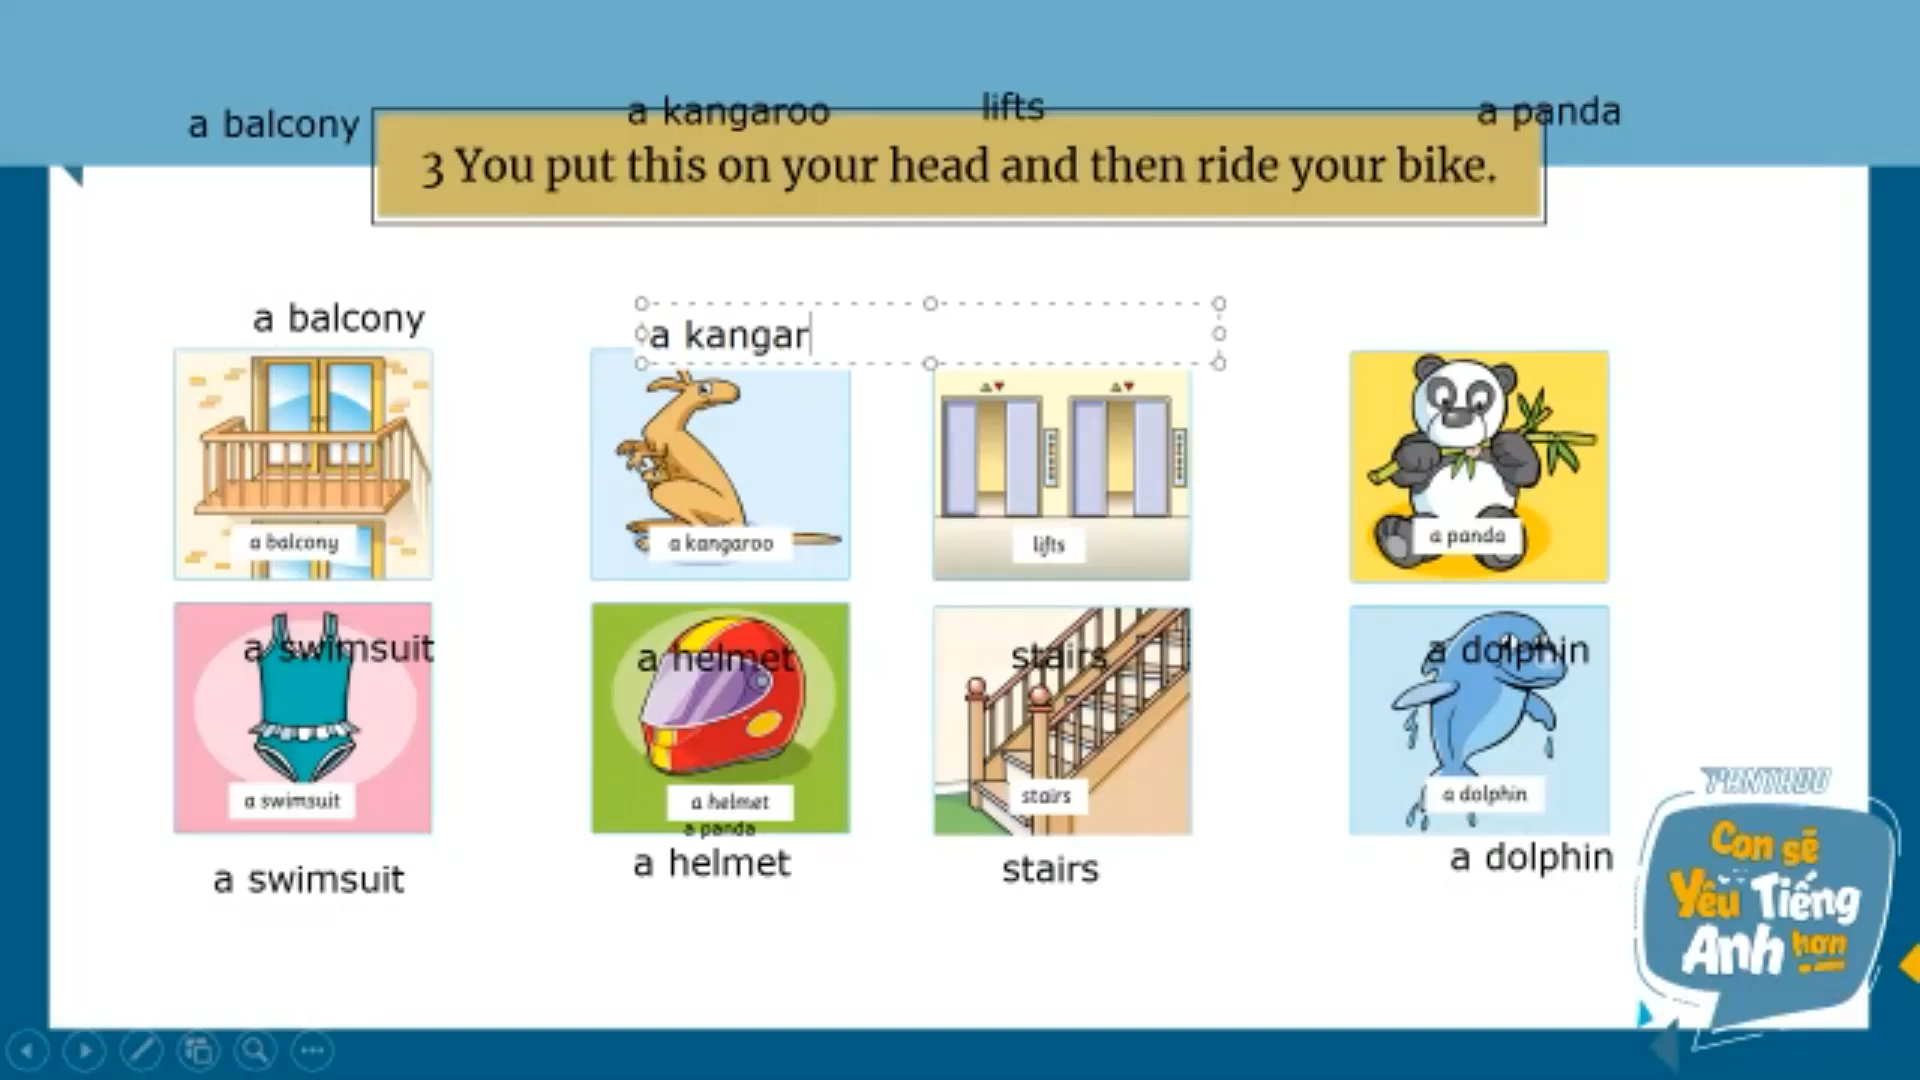 a balcony
a kangaroo
lifts
a panda
3 You put this on your head and then ride your bike.
a balcony
a kangar
a balcony
a kangaroo
lifts
a panda
a swimsuit
a helmet
stairs
a dolphin
a swimsuit
a helmet
stairs
a dolphin
a panda
a swimsuit
a helmet
stairs
a dolphin
PANTADO
Con sẽ
Yêu Tiếng
Anh hơn